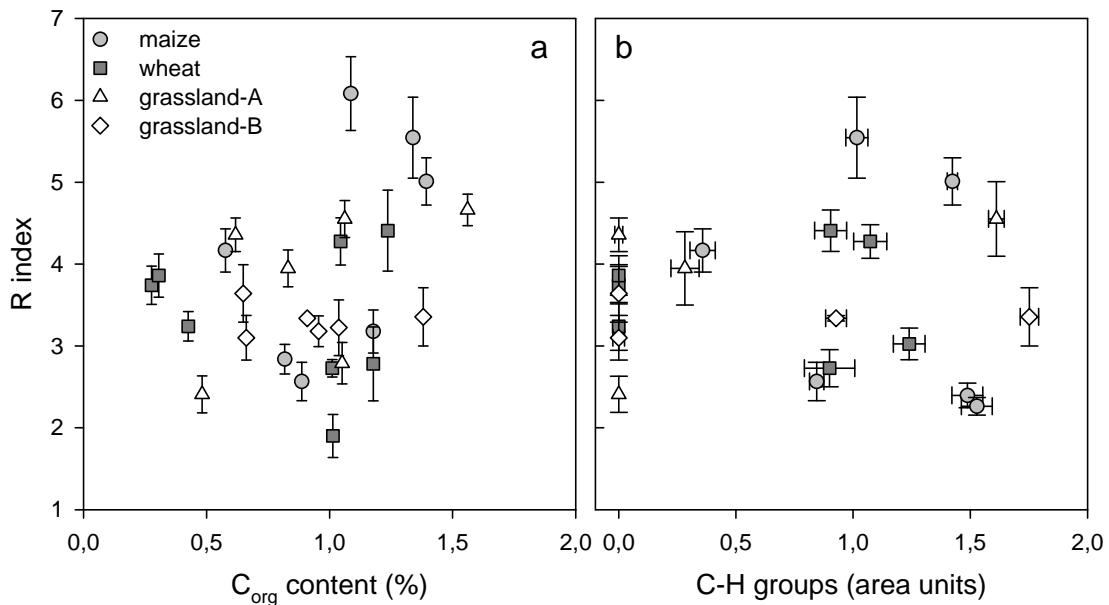 7
6
5
4
3
2
1
R index
maize
wheat
grassland-A
grassland-B
a
b
0,0 0,5 1,0 1,5 2,0
0,0 0,5 1,0 1,5 2,0
Corg content (%)
C-H groups (area units)